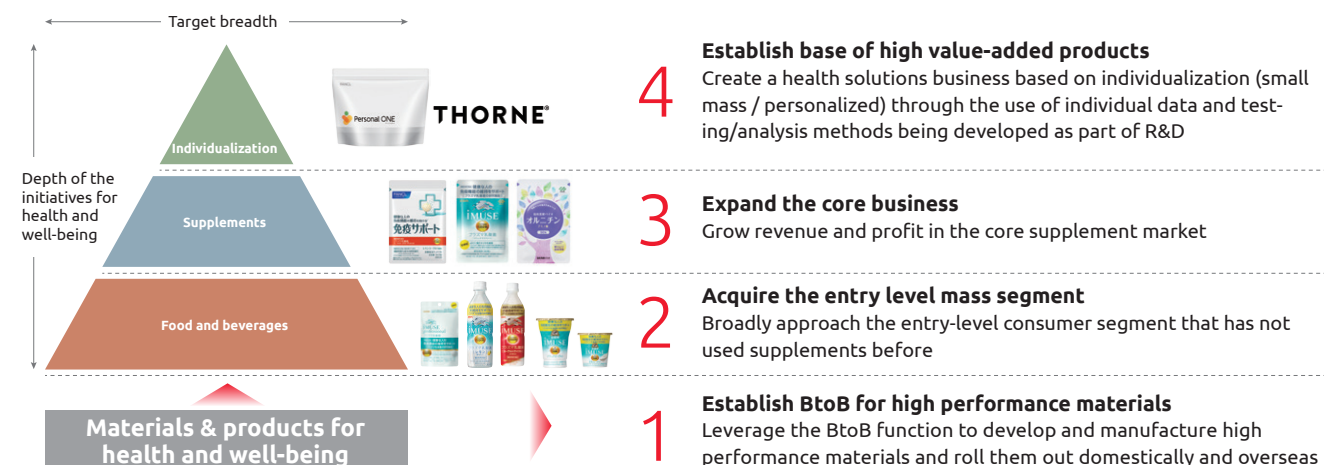 Target breadth
Depth of the
initiatives for
health and
well-being
Individualization
Personal ONE
THORNE®
4
Establish base of high value-added products
Create a health solutions business based on individualization (small
mass / personalized) through the use of individual data and test-
ing/analysis methods being developed as part of R&D
Supplements
免疫サポート
iMUSE
オルニチン
3
Expand the core business
Grow revenue and profit in the core supplement market
Food and beverages
iMUSE
iMUSE
iMUSE
iMUSE
2
Acquire the entry level mass segment
Broadly approach the entry-level consumer segment that has not
used supplements before
Materials & products for
health and well-being
1
Establish BtoB for high performance materials
Leverage the BtoB function to develop and manufacture high
performance materials and roll them out domestically and overseas